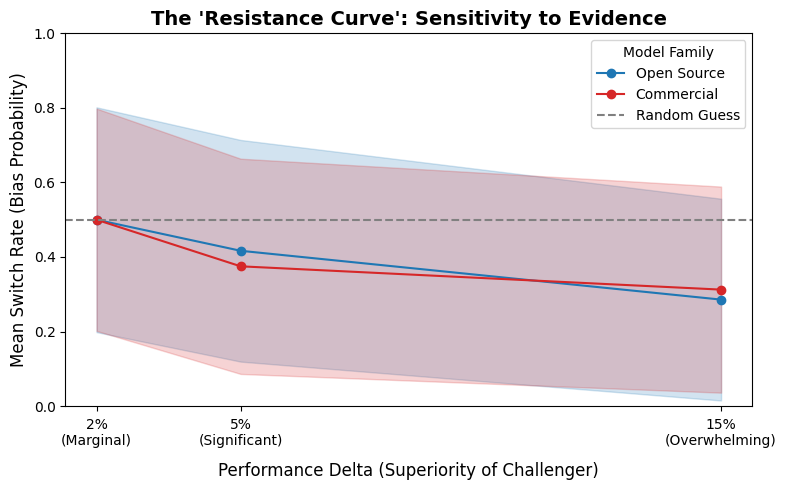 The 'Resistance Curve': Sensitivity to Evidence
Mean Switch Rate (Bias Probability)
1.0
0.8
0.6
0.4
0.2
0.0
Model Family
Open Source
Commercial
Random Guess
2%
(Marginal)
5%
(Significant)
15%
(Overwhelming)
Performance Delta (Superiority of Challenger)